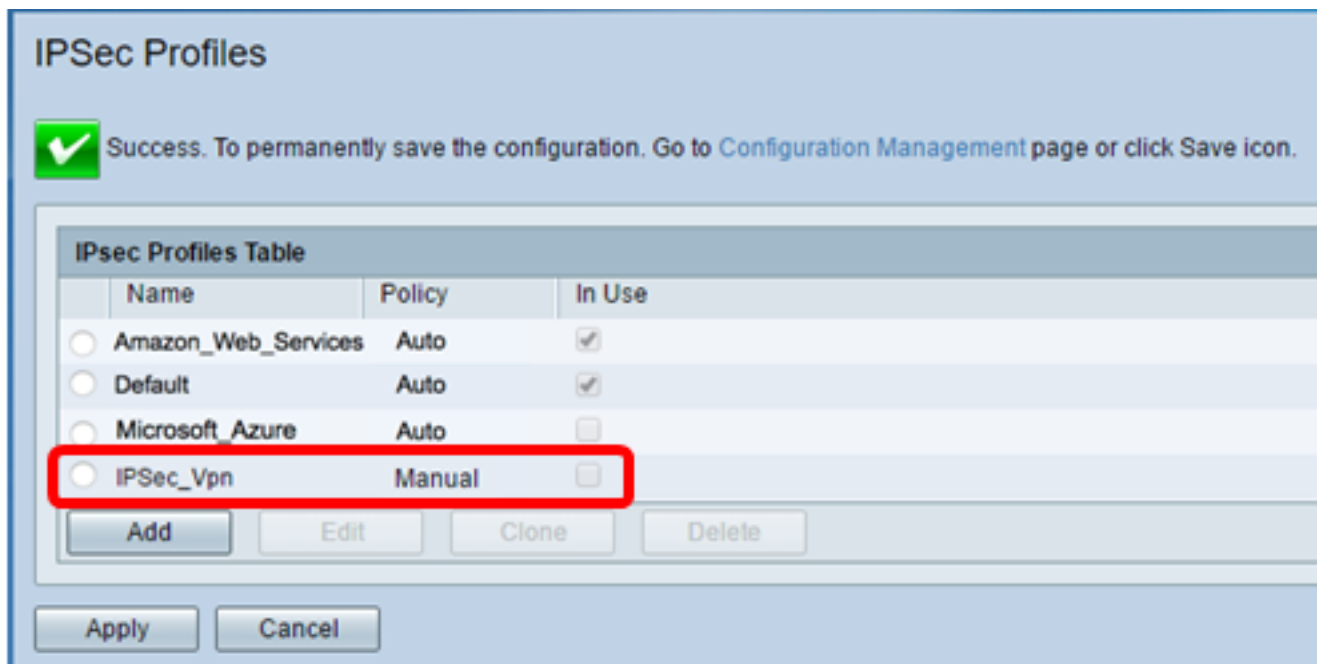 IPSec Profiles
Success. To permanently save the configuration. Go to Configuration Management page or click Save icon.
IPsec Profiles Table
Name Policy In Use
Amazon_Web_Services Auto
Default Auto
Microsoft_Azure Auto
IPSec_Vpn Manual
Add Edit Clone Delete
Apply Cancel